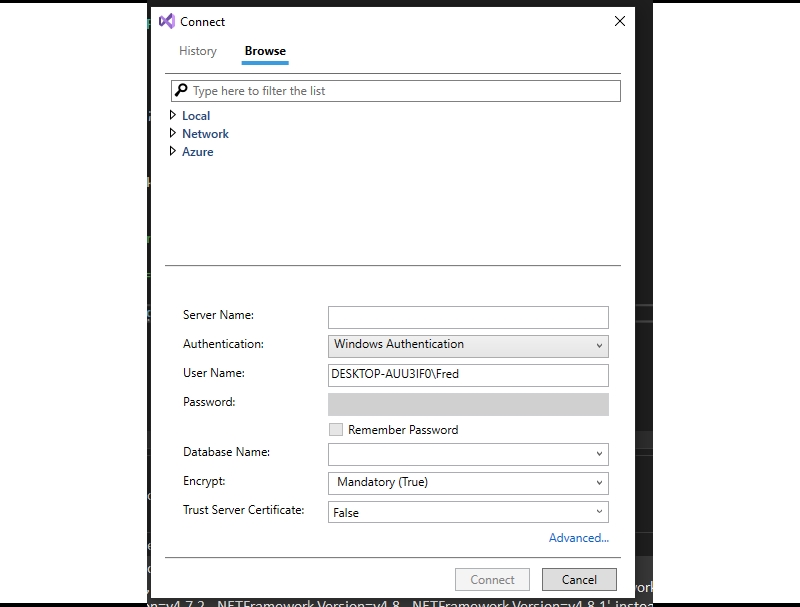 Connect
History Browse
Type here to filter the list
Local
Network
Azure
Server Name:
Authentication: Windows Authentication
User Name: DESKTOP-AUU3IF0\Fred
Password:
Remember Password
Database Name:
Encrypt: Mandatory (True)
Trust Server Certificate: False
Advanced...
Connect Cancel
n=v4.7.2, .NETFramework,Version=v4.8, .NETFramework,Version=v4.8.1' instead